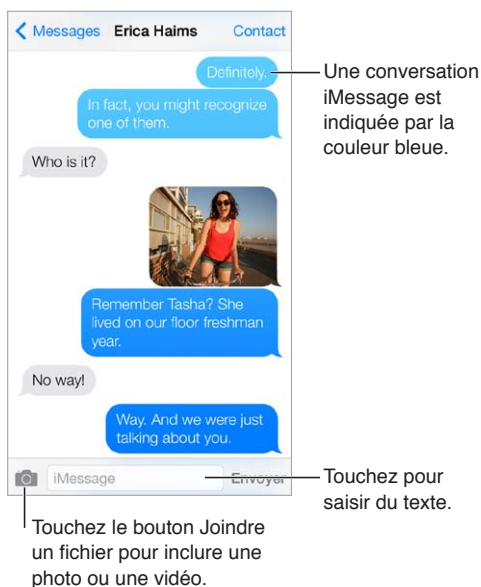 Messages Erica Haims Contact
Definitely.
In fact, you might recognize
one of them.
Who is it?
Remember Tasha? She
lived on our floor freshman
year.
No way!
Way. And we were just
talking about you.
iMessage Envoyer
Une conversation
iMessage est
indiquée par la
couleur bleue.
Touchez pour
saisir du texte.
Touchez le bouton Joindre
un fichier pour inclure une
photo ou une vidéo.